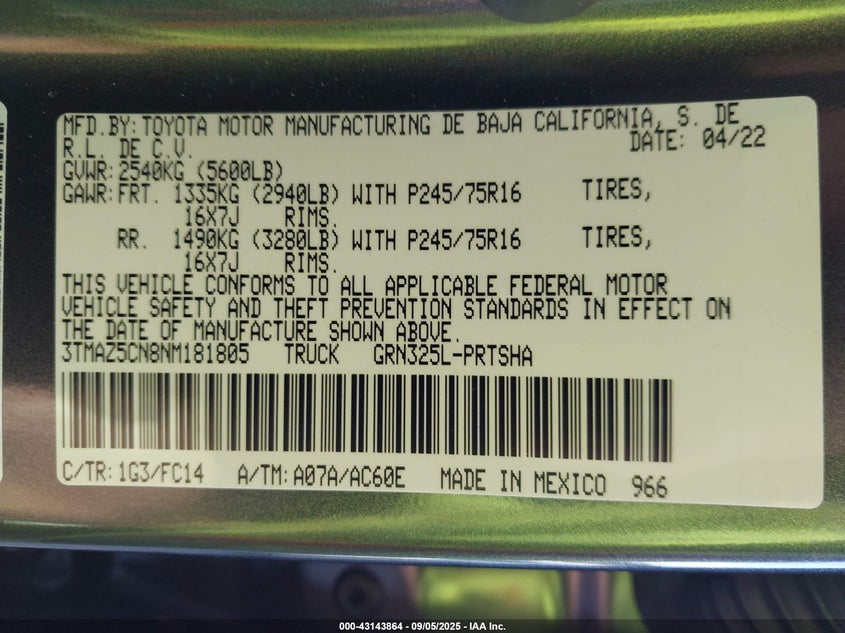 MFD.BY: TOYOTA MOTOR MANUFACTURING DE BAJA CALIFORNIA, S. DE
R.L. DE C.V. DATE: 04/22
GVWR: 2540KG (5600LB)
GAWR: FRT. 1335KG (2940LB) WITH P245/75R16 TIRES,
16X7J RIMS.
RR. 1490KG (3280LB) WITH P245/75R16 TIRES,
16X7J RIMS.
THIS VEHICLE CONFORMS TO ALL APPLICABLE FEDERAL MOTOR
VEHICLE SAFETY AND THEFT PREVENTION STANDARDS IN EFFECT ON
THE DATE OF MANUFACTURE SHOWN ABOVE.
3TMAZ5CN8NM181805 TRUCK GRN325L-PRTSHA
C/TR: 1G3/FC14 A/TM: A07A/AC60E MADE IN MEXICO 966
000-43143864 - 09/05/2025 - IAA Inc.